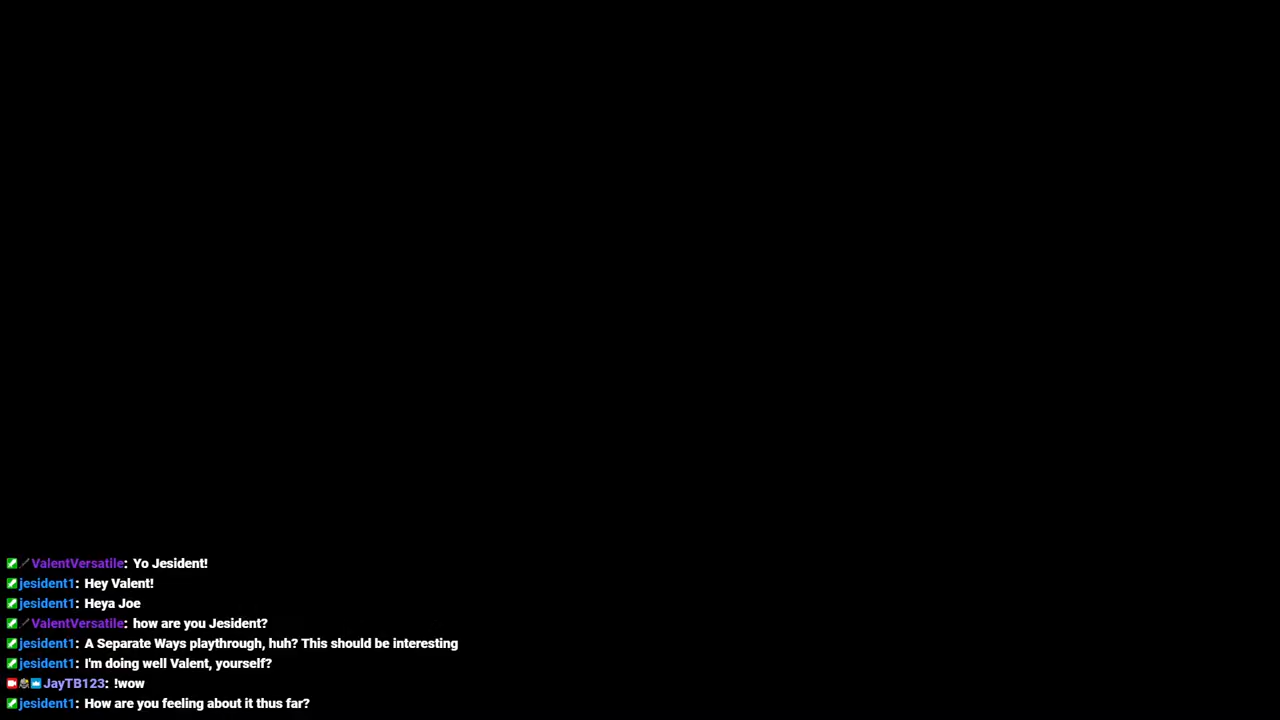 ValentVersatile: Yo Jesident!
jesident1: Hey Valent!
jesident1: Heya Joe
ValentVersatile: how are you Jesident?
jesident1: A Separate Ways playthrough, huh? This should be interesting
jesident1: I'm doing well Valent, yourself?
JayTB123: !wow
jesident1: How are you feeling about it thus far?